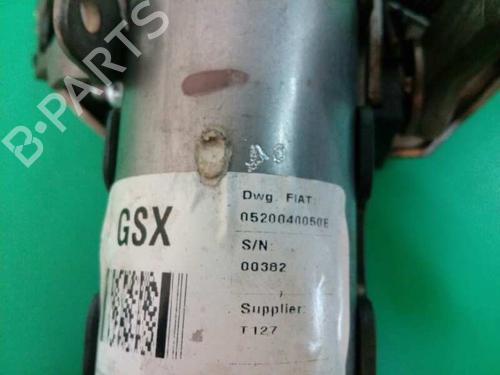 B-PARTS
GSX
Dwg. FIAT:
0520040050E
S/N:
00382
Supplier:
T127